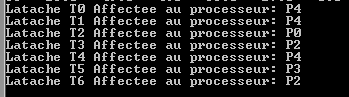 Latache T0 Affectee au processeur: P4
Latache T1 Affectee au processeur: P4
Latache T2 Affectee au processeur: P0
Latache T3 Affectee au processeur: P2
Latache T4 Affectee au processeur: P4
Latache T5 Affectee au processeur: P3
Latache T6 Affectee au processeur: P2